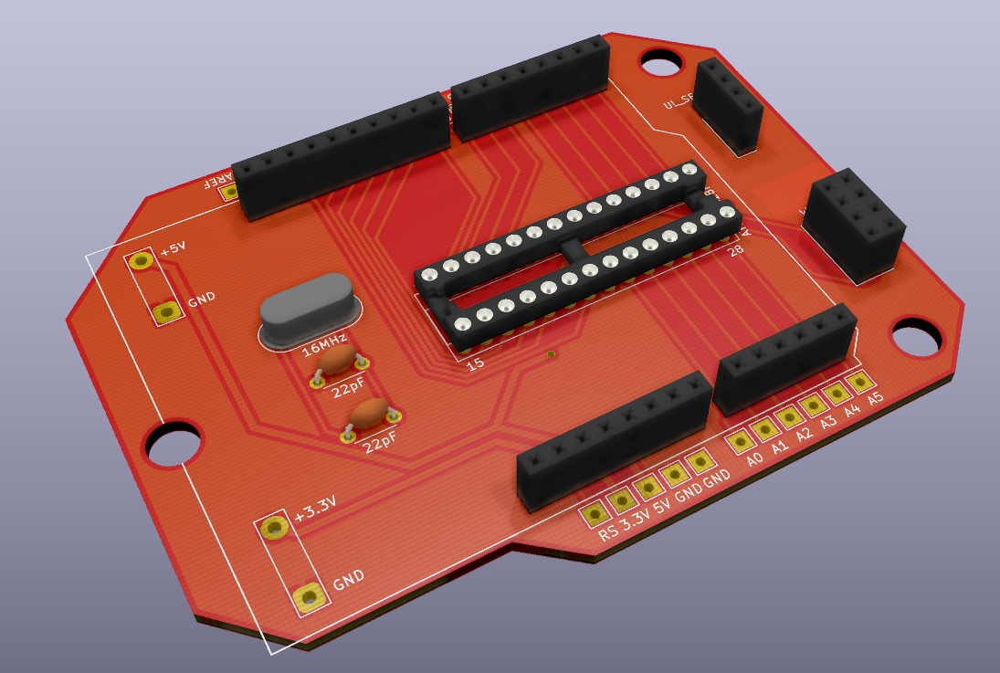 AREF
+5V
GND
16MHz
22pF
22pF
15
28
+3.3V
GND
RS 3.3V 5V GND GND
A0 A1 A2 A3 A4 A5